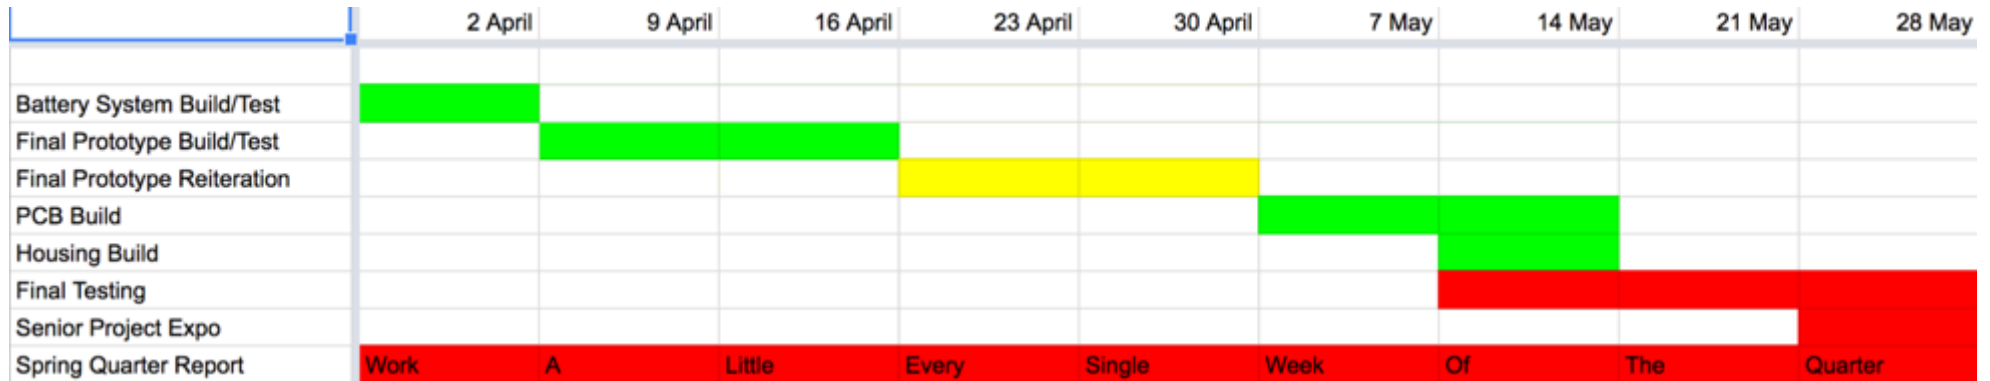 2 April 9 April 16 April 23 April 30 April 7 May 14 May 21 May 28 May
Battery System Build/Test
Final Prototype Build/Test
Final Prototype Reiteration
PCB Build
Housing Build
Final Testing
Senior Project Expo
Spring Quarter Report Work A Little Every Single Week Of The Quarter